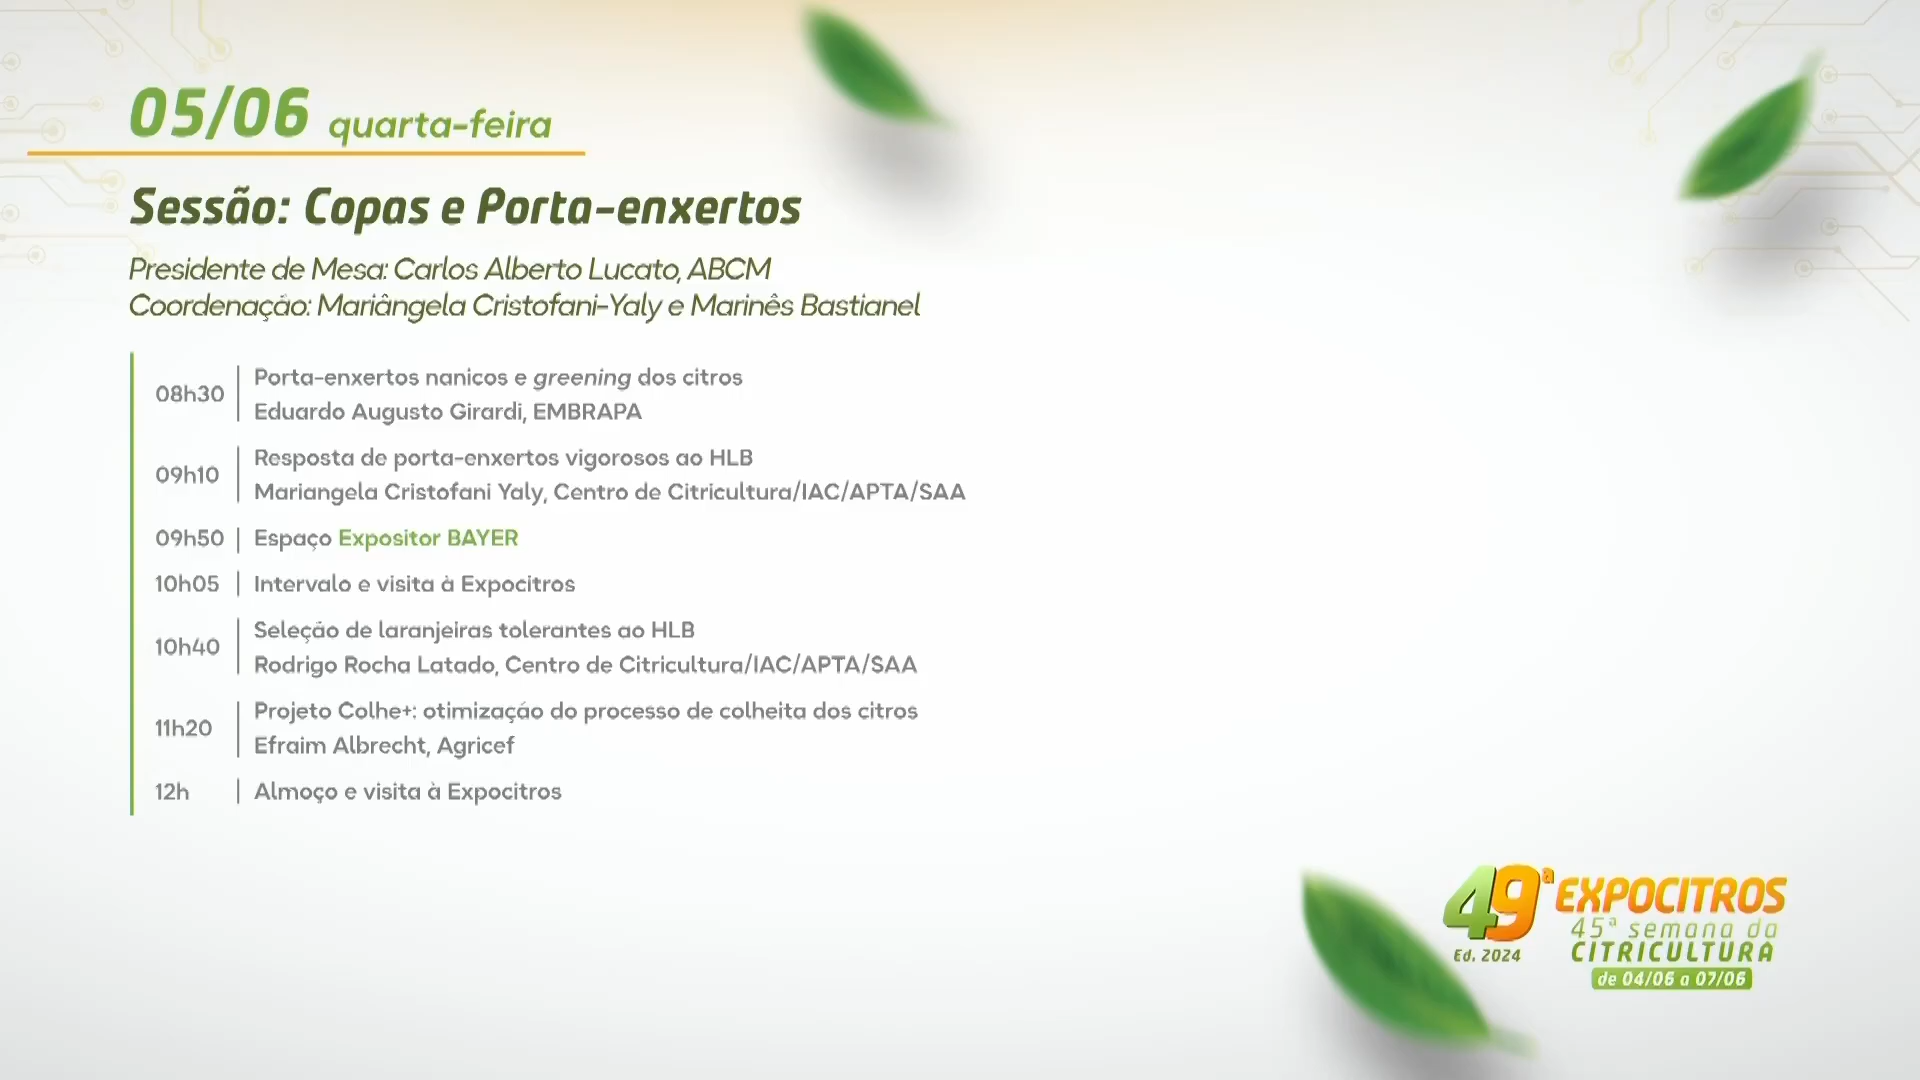 05/06 quarta-feira
Sessão: Copas e Porta-enxertos
Presidente de Mesa: Carlos Alberto Lucato, ABCM
Coordenação: Mariângela Cristofani-Yaly e Marinês Bastianel
08h30
Porta-enxertos nanicos e greening dos citros
Eduardo Augusto Girardi, EMBRAPA
09h10
Resposta de porta-enxertos vigorosos ao HLB
Mariangela Cristofani Yaly, Centro de Citricultura/IAC/APTA/SAA
09h50
Espaço Expositor BAYER
10h05
Intervalo e visita à Expocitros
10h40
Seleção de laranjeiras tolerantes ao HLB
Rodrigo Rocha Latado, Centro de Citricultura/IAC/APTA/SAA
11h20
Projeto Colhe+: otimização do processo de colheita dos citros
Efraim Albrecht, Agricef
12h
Almoço e visita à Expocitros
49ª EXPOCITROS
45ª semana da
CITRICULTURA
Ed. 2024
de 04/06 a 07/06